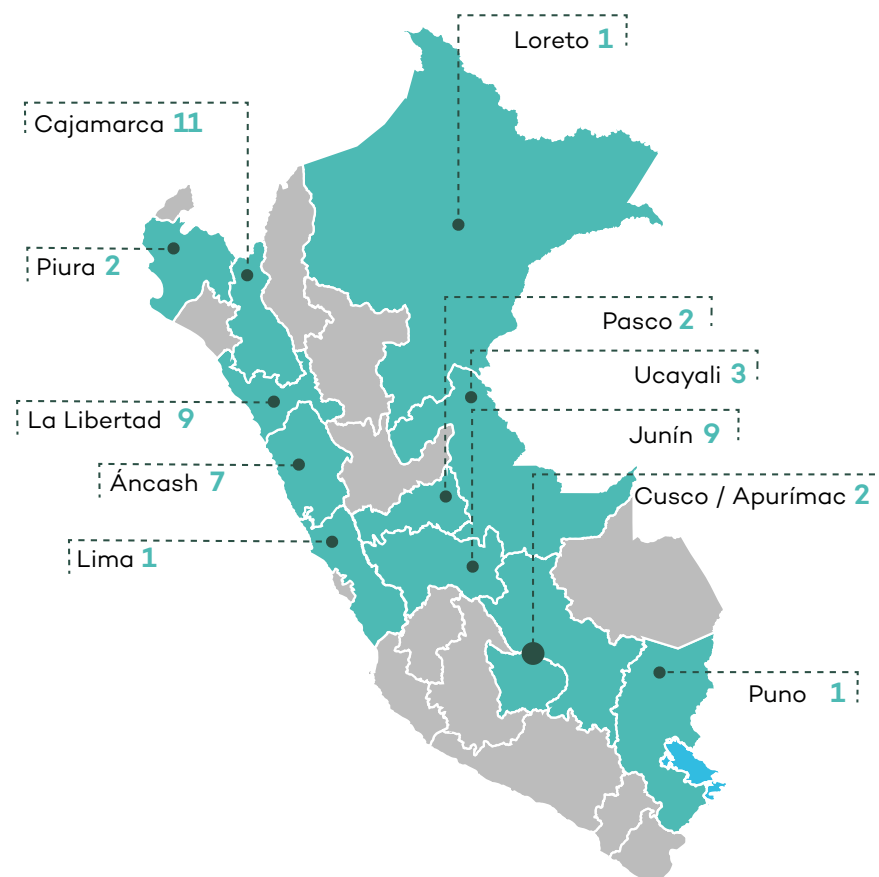 Loreto 1
Cajamarca 11
Piura 2
Pasco 2
Ucayali 3
La Libertad 9
Junín 9
Áncash 7
Cusco / Apurímac 2
Lima 1
Puno 1